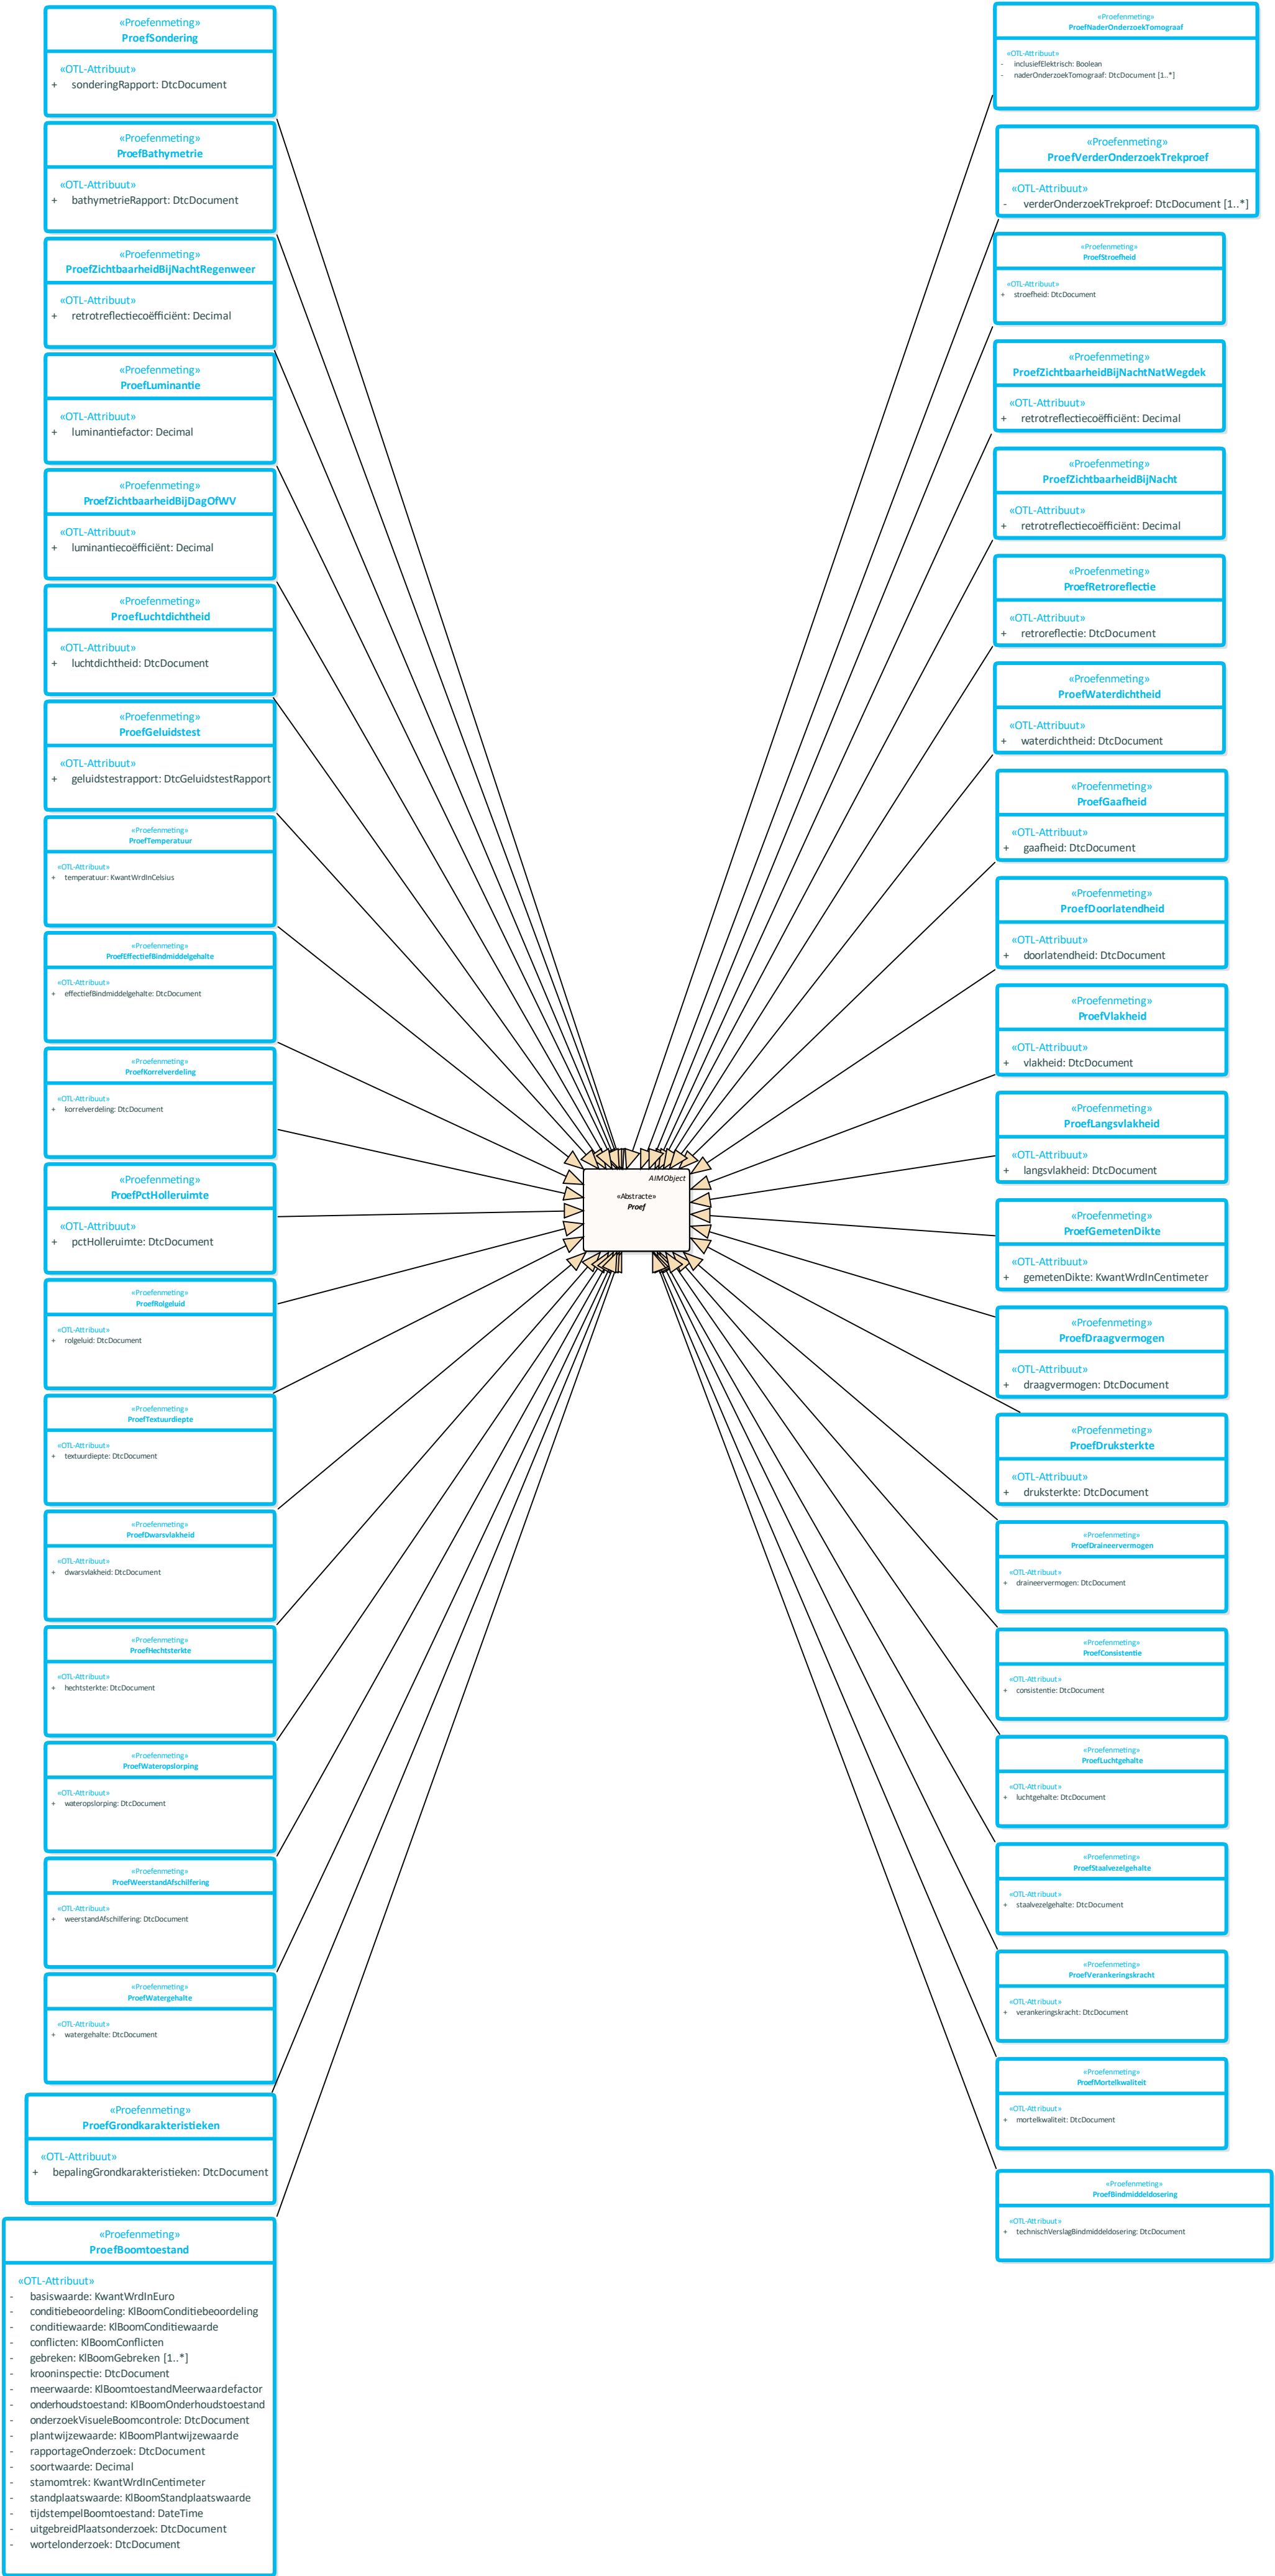 «Proefenmeting»
ProefSondering
«OTL-Attribuut»
+ sonderingRapport: DtcDocument
«Proefenmeting»
ProefBathymetrie
«OTL-Attribuut»
+ bathymetrieRapport: DtcDocument
«Proefenmeting»
ProefZichtbaarheidBijNachtRegenweer
«OTL-Attribuut»
+ retrotreflectiecoëfficiënt: Decimal
«Proefenmeting»
ProefLuminantie
«OTL-Attribuut»
+ luminantiefactor: Decimal
«Proefenmeting»
ProefZichtbaarheidBijDagOfWV
«OTL-Attribuut»
+ luminantiecoëfficiënt: Decimal
«Proefenmeting»
ProefLuchtdichtheid
«OTL-Attribuut»
+ luchtdichtheid: DtcDocument
«Proefenmeting»
ProefGeluidstest
«OTL-Attribuut»
+ geluidstestrapport: DtcGeluidstestRapport
«Proefenmeting»
ProefTemperatuur
«OTL-Attribuut»
+ temperatuur: KwantWrdInCelsius
«Proefenmeting»
ProefEffectiefBindmiddelgehalte
«OTL-Attribuut»
+ effectiefBindmiddelgehalte: DtcDocument
«Proefenmeting»
ProefKorrelverdeling
«OTL-Attribuut»
+ korrelverdeling: DtcDocument
«Proefenmeting»
ProefPctHolleruimte
«OTL-Attribuut»
+ pctHolleruimte: DtcDocument
«Proefenmeting»
ProefRolgeluid
«OTL-Attribuut»
+ rolgeluid: DtcDocument
«Proefenmeting»
ProefTextuurdiepte
«OTL-Attribuut»
+ textuurdiepte: DtcDocument
«Proefenmeting»
ProefDwarsvlakheid
«OTL-Attribuut»
+ dwarsvlakheid: DtcDocument
«Proefenmeting»
ProefHechtsterkte
«OTL-Attribuut»
+ hechtsterkte: DtcDocument
«Proefenmeting»
ProefWateropslorping
«OTL-Attribuut»
+ wateropslorping: DtcDocument
«Proefenmeting»
ProefWeerstandAfschilfering
«OTL-Attribuut»
+ weerstandAfschilfering: DtcDocument
«Proefenmeting»
ProefWatergehalte
«OTL-Attribuut»
+ watergehalte: DtcDocument
«Proefenmeting»
ProefGrondkarakteristieken
«OTL-Attribuut»
+ bepalingGrondkarakteristieken: DtcDocument
«Proefenmeting»
ProefBoomtoestand
«OTL-Attribuut»
- basiswaarde: KwantWrdInEuro
- conditiebeoordeling: KlBoomConditiebeoordeling
- conditiewaarde: KlBoomConditiewaarde
- conflicten: KlBoomConflicten
- gebreken: KlBoomGebreken [1..*]
- krooninspectie: DtcDocument
- meerwaarde: KlBoomtoestandMeerwaardefactor
- onderhoudstoestand: KlBoomOnderhoudstoestand
- onderzoekVisueleBoomcontrole: DtcDocument
- plantwijzewaarde: KlBoomPlantwijzewaarde
- rapportageOnderzoek: DtcDocument
- soortwaarde: Decimal
- stamomtrek: KwantWrdInCentimeter
- standplaatswaarde: KlBoomStandplaatswaarde
- tijdstempelBoomtoestand: DateTime
- uitgebreidPlaatsonderzoek: DtcDocument
- wortelonderzoek: DtcDocument
AIMObject
«Abstracte»
Proef
«Proefenmeting»
ProefNaderOnderzoekTomograaf
«OTL-Attribuut»
- inclusiefElektrisch: Boolean
- naderOnderzoekTomograaf: DtcDocument [1..*]
«Proefenmeting»
ProefVerderOnderzoekTrekproef
«OTL-Attribuut»
- verderOnderzoekTrekproef: DtcDocument [1..*]
«Proefenmeting»
ProefStroefheid
«OTL-Attribuut»
+ stroefheid: DtcDocument
«Proefenmeting»
ProefZichtbaarheidBijNachtNatWegdek
«OTL-Attribuut»
+ retrotreflectiecoëfficiënt: Decimal
«Proefenmeting»
ProefZichtbaarheidBijNacht
«OTL-Attribuut»
+ retrotreflectiecoëfficiënt: Decimal
«Proefenmeting»
ProefRetroreflectie
«OTL-Attribuut»
+ retroreflectie: DtcDocument
«Proefenmeting»
ProefWaterdichtheid
«OTL-Attribuut»
+ waterdichtheid: DtcDocument
«Proefenmeting»
ProefGaafheid
«OTL-Attribuut»
+ gaafheid: DtcDocument
«Proefenmeting»
ProefDoorlatendheid
«OTL-Attribuut»
+ doorlatendheid: DtcDocument
«Proefenmeting»
ProefVlakheid
«OTL-Attribuut»
+ vlakheid: DtcDocument
«Proefenmeting»
ProefLangsvlakheid
«OTL-Attribuut»
+ langsvlakheid: DtcDocument
«Proefenmeting»
ProefGemetenDikte
«OTL-Attribuut»
+ gemetenDikte: KwantWrdInCentimeter
«Proefenmeting»
ProefDraagvermogen
«OTL-Attribuut»
+ draagvermogen: DtcDocument
«Proefenmeting»
ProefDruksterkte
«OTL-Attribuut»
+ druksterkte: DtcDocument
«Proefenmeting»
ProefDraineervermogen
«OTL-Attribuut»
+ draineervermogen: DtcDocument
«Proefenmeting»
ProefConsistentie
«OTL-Attribuut»
+ consistentie: DtcDocument
«Proefenmeting»
ProefLuchtgehalte
«OTL-Attribuut»
+ luchtgehalte: DtcDocument
«Proefenmeting»
ProefStaalvezelgehalte
«OTL-Attribuut»
+ staalvezelgehalte: DtcDocument
«Proefenmeting»
ProefVerankeringskracht
«OTL-Attribuut»
+ verankeringskracht: DtcDocument
«Proefenmeting»
ProefMortelkwaliteit
«OTL-Attribuut»
+ mortelkwaliteit: DtcDocument
«Proefenmeting»
ProefBindmiddeldosering
«OTL-Attribuut»
+ technischVerslagBindmiddeldosering: DtcDocument